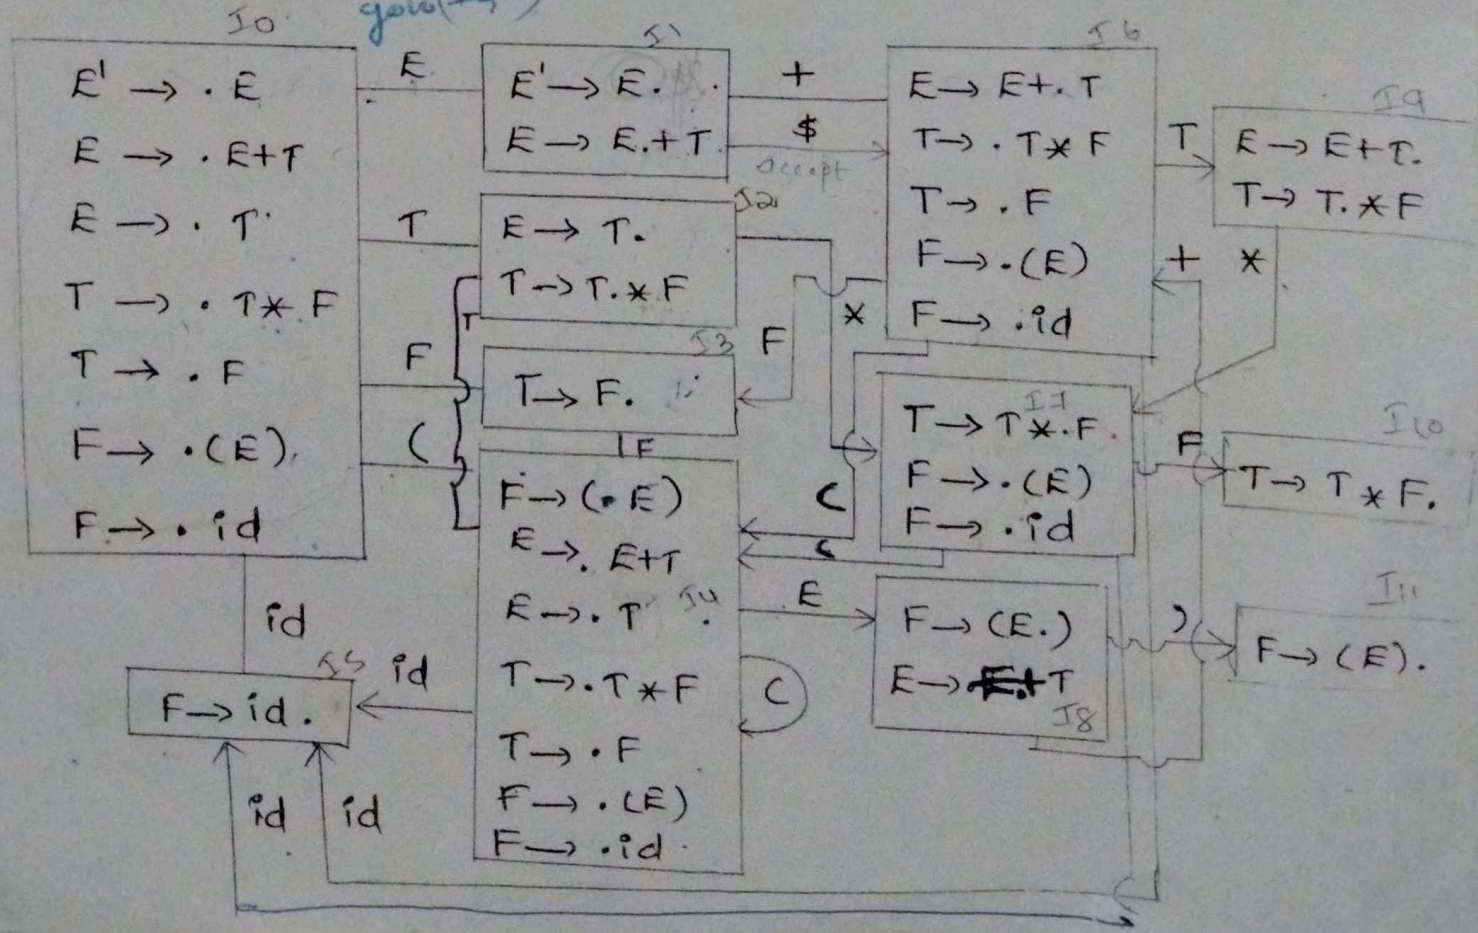 I0
E' → . E
E → . E+T
E → . T
T → . T * F
T → . F
F → .(E)
F → . id
E
T
F
(
id
I1
E' → E.
E → E.+T
+
$
accept
I2
E → T.
T → T. * F
T
I3
T → F.
F
F → (.E)
E →. E+T
E →. T
I4
T →. T * F
T → . F
F → .(E)
F → .id
F
*
(
(
E
(
I5
F → id .
id
id
id
I6
E → E+. T
T → . T * F
T → . F
F → .(E)
F → .id
T
+
*
I7
T → T *.F
F → .(E)
F → .id
F
F → (E.)
E → E.+T
I8
)
I9
E → E+T.
T → T. * F
I10
T → T * F.
I11
F → (E).